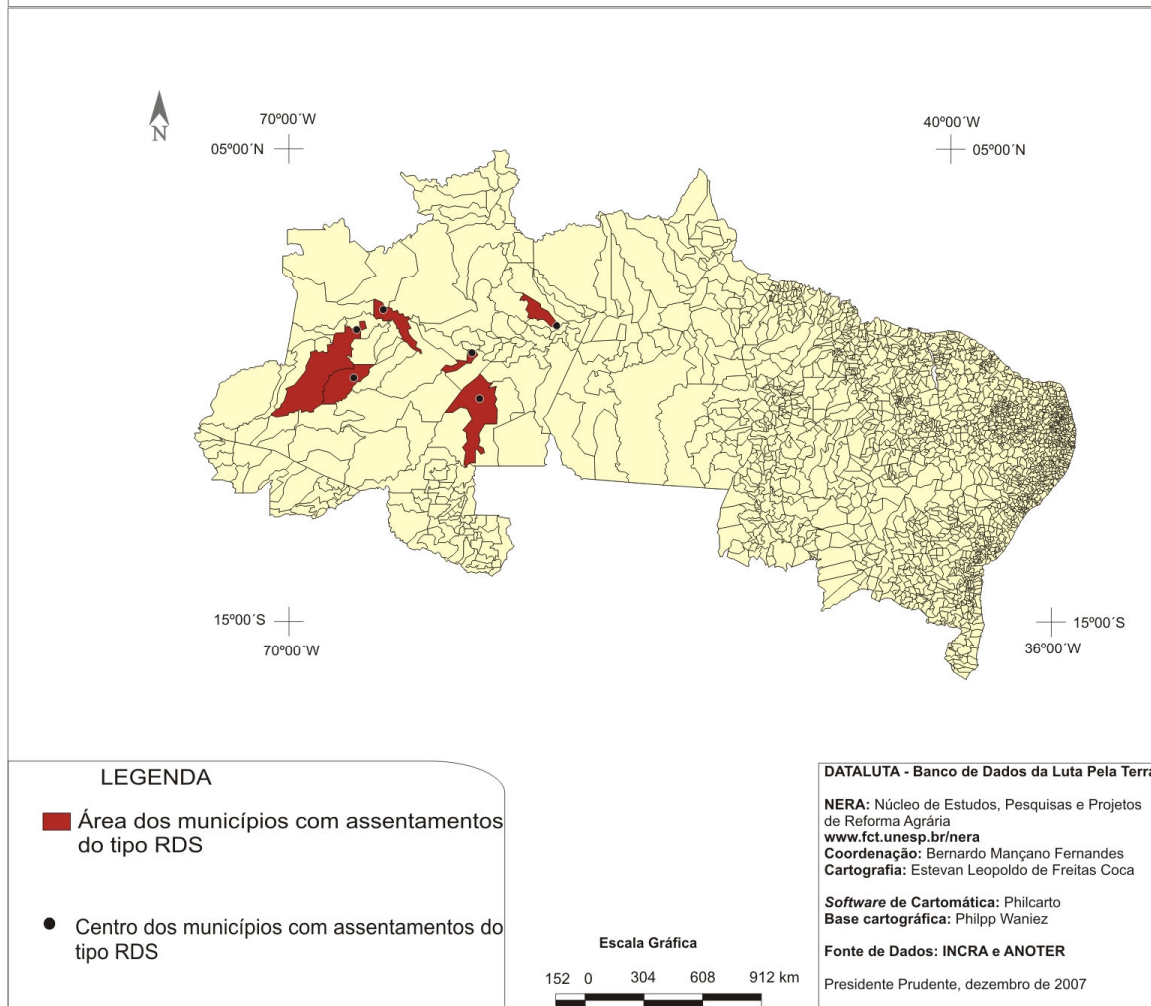 70º00´W
40º00´W
05º00´N
05º00´N
N
15º00´S
15º00´S
70º00´W
36º00´W
LEGENDA
Área dos municípios com assentamentos
do tipo RDS
Centro dos municípios com assentamentos do
tipo RDS
Escala Gráfica
152 0 304 608 912 km
DATALUTA - Banco de Dados da Luta Pela Terra
NERA: Núcleo de Estudos, Pesquisas e Projetos
de Reforma Agrária
www.fct.unesp.br/nera
Coordenação: Bernardo Mançano Fernandes
Cartografia: Estevan Leopoldo de Freitas Coca
Software de Cartomática: Philcarto
Base cartográfica: Philpp Waniez
Fonte de Dados: INCRA e ANOTER
Presidente Prudente, dezembro de 2007